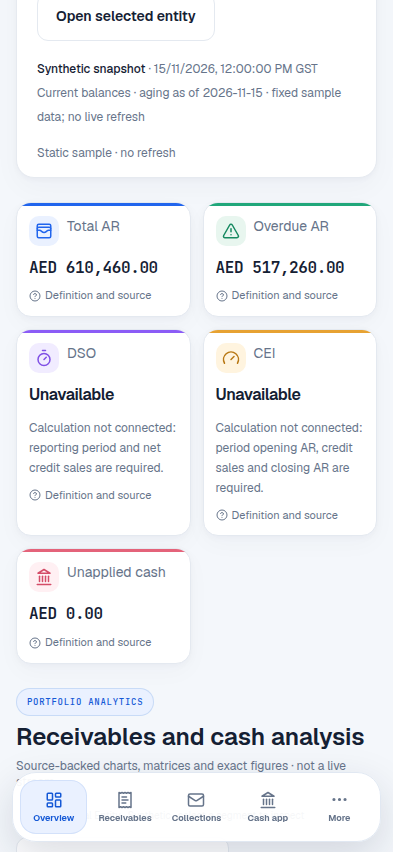 Open selected entity
Synthetic snapshot · 15/11/2026, 12:00:00 PM GST
Current balances · aging as of 2026-11-15 · fixed sample
data; no live refresh
Static sample · no refresh
Total AR
AED 610,460.00
Definition and source
Overdue AR
AED 517,260.00
Definition and source
DSO
Unavailable
Calculation not connected:
reporting period and net
credit sales are required.
Definition and source
CEI
Unavailable
Calculation not connected:
period opening AR, credit
sales and closing AR are
required.
Definition and source
Unapplied cash
AED 0.00
Definition and source
PORTFOLIO ANALYTICS
Receivables and cash analysis
Source-backed charts, matrices and exact figures · not a live
Overview
Receivables
Collections
Cash app
More